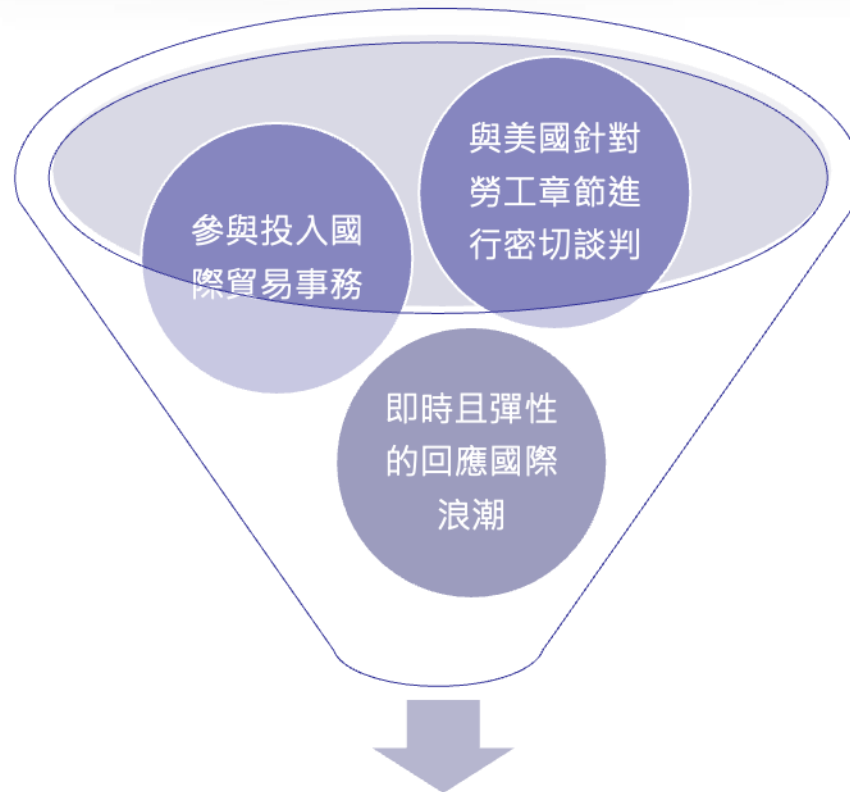 與美國針對
勞工章節進
行密切談判
參與投入國
際貿易事務
即時且彈性
的回應國際
浪潮